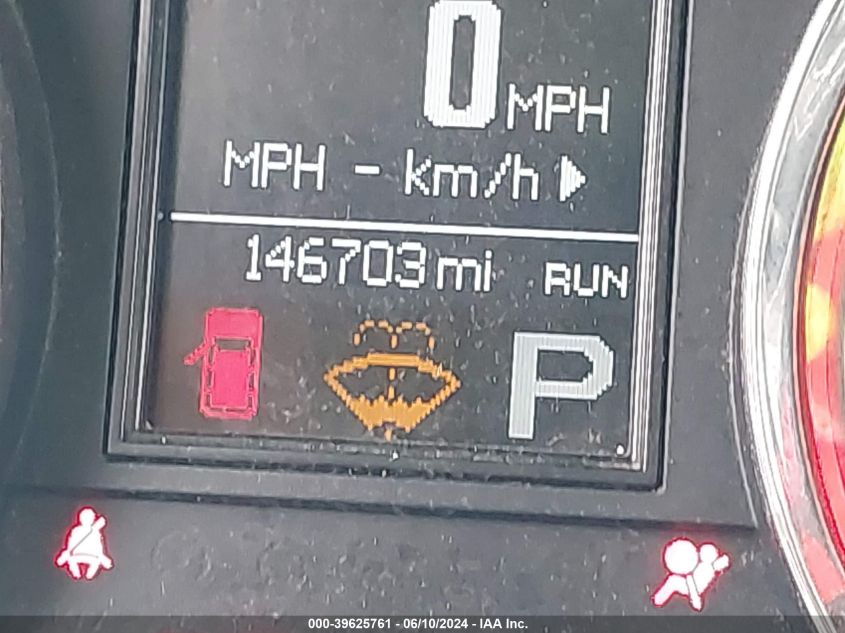 0 MPH
MPH - km/h
146703 mi RUN
P
000-39625761 - 06/10/2024 - IAA Inc.